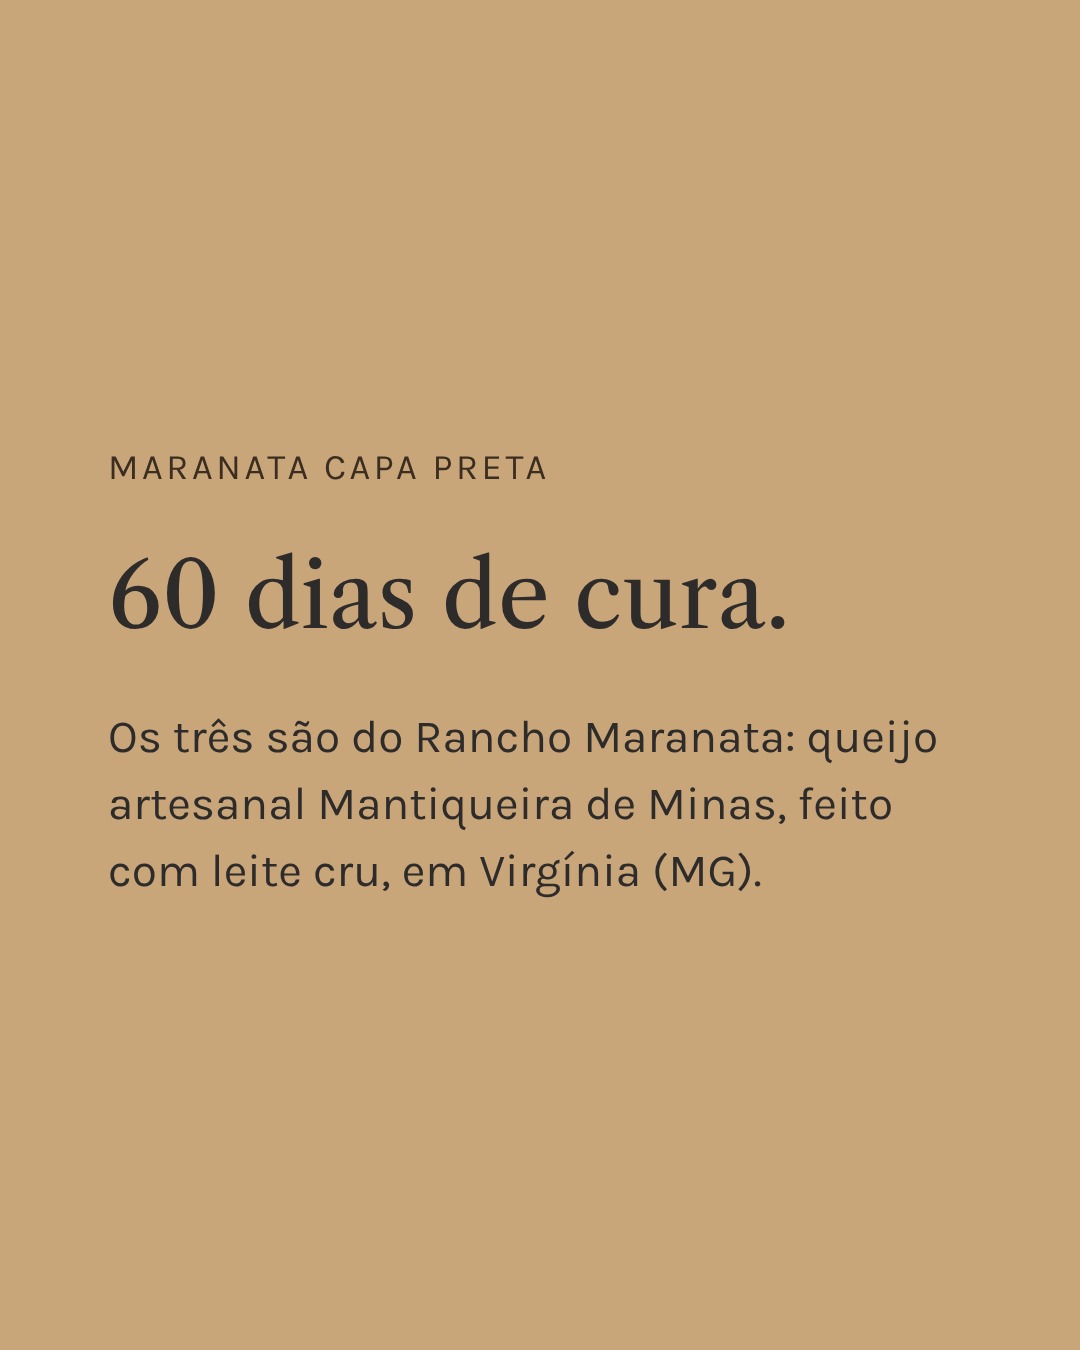 MARANATA CAPA PRETA
60 dias de cura.
Os três são do Rancho Maranata: queijo
artesanal Mantiqueira de Minas, feito
com leite cru, em Virgínia (MG).